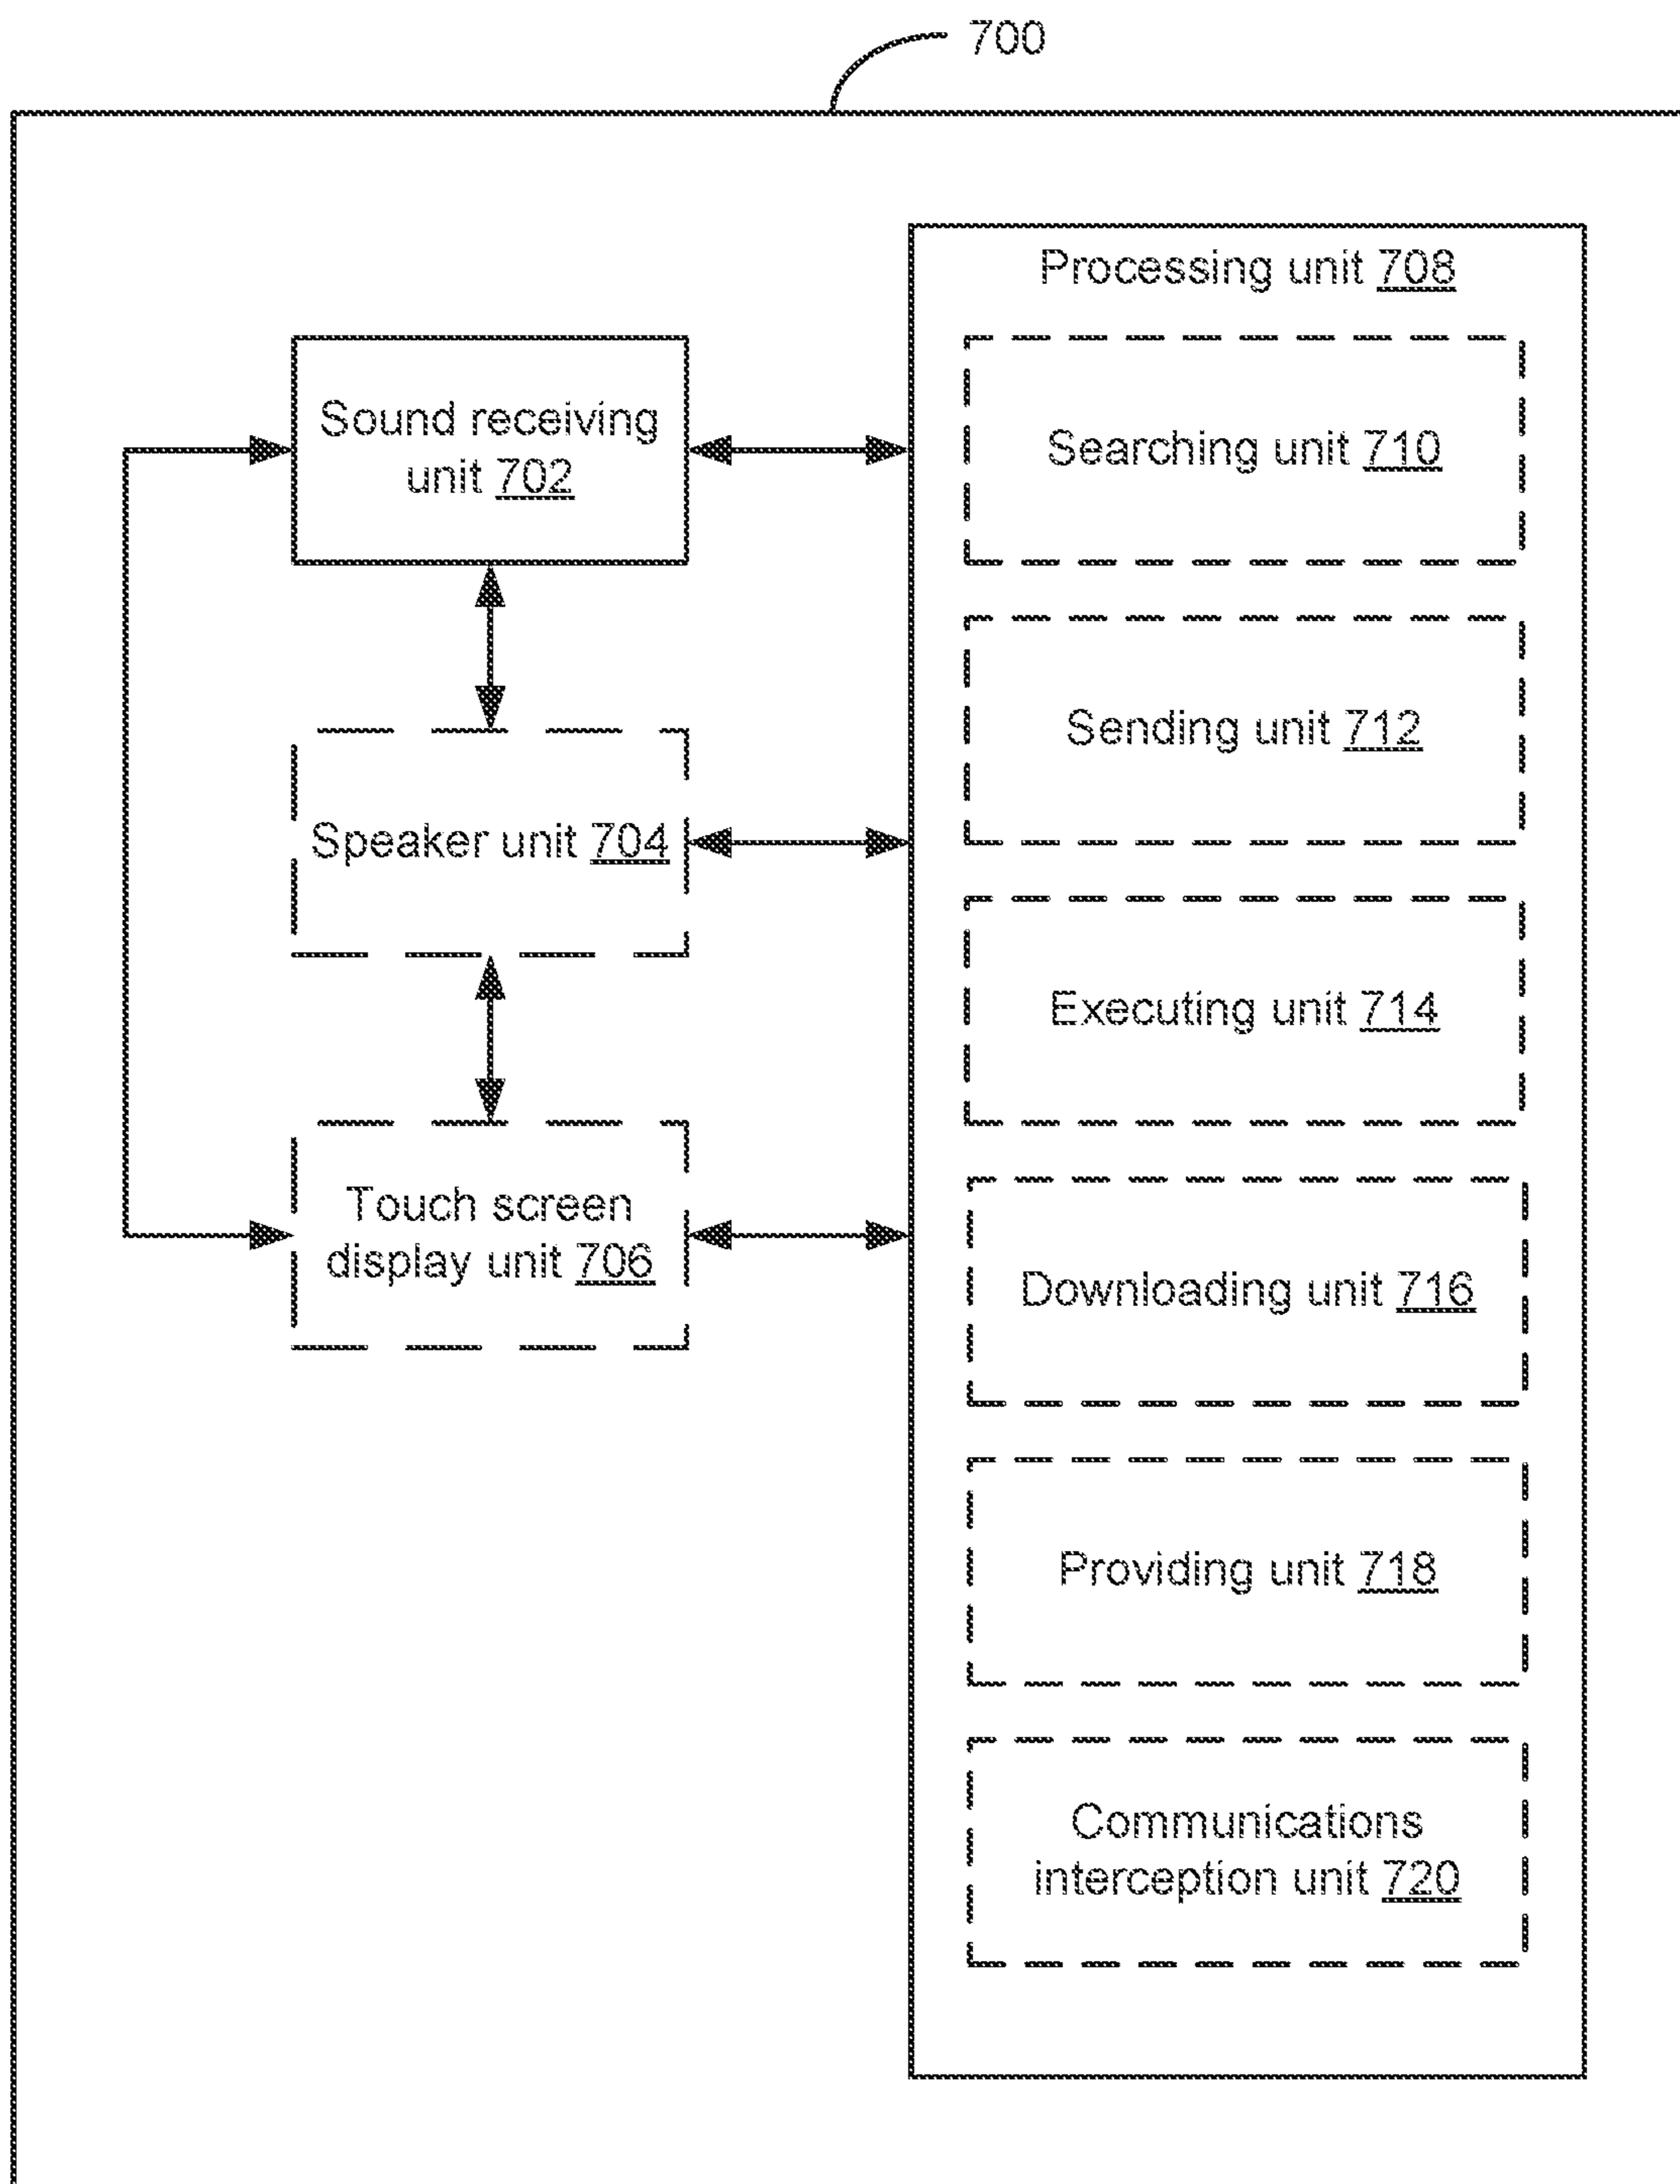 700
Processing unit 708
Sound receiving
unit 702
Searching unit 710
Sending unit 712
Speaker unit 704
Executing unit 714
Touch screen
display unit 706
Downloading unit 716
Providing unit 718
Communications
interception unit 720